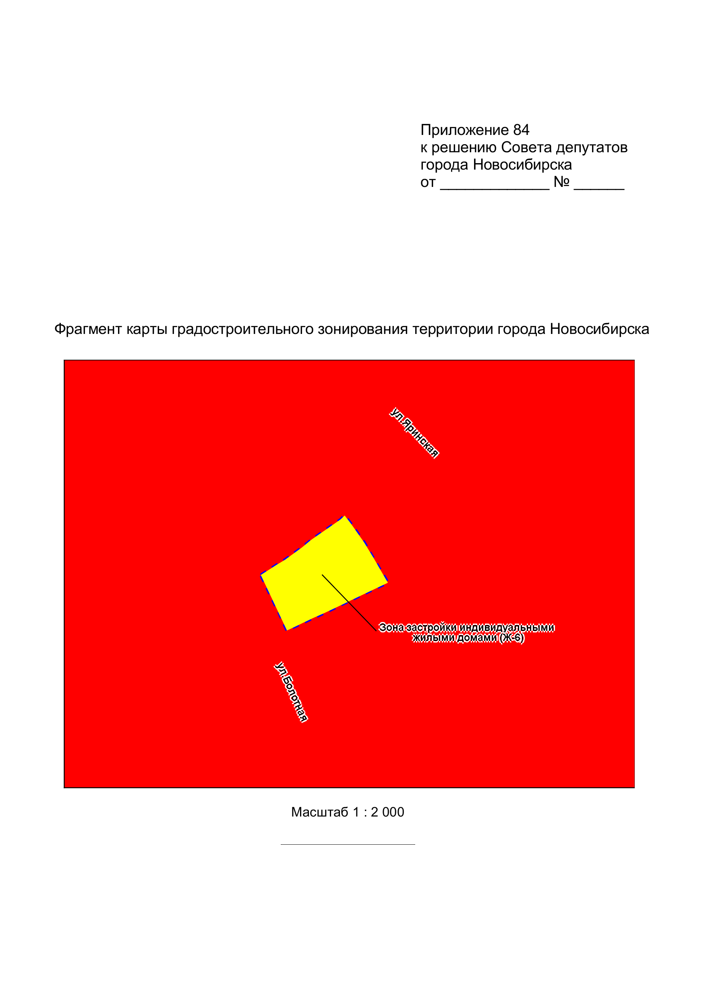 Приложение 84
к решению Совета депутатов
города Новосибирска
от _____________ № ______
Фрагмент карты градостроительного зонирования территории города Новосибирска
ул.Яринская
Зона застройки индивидуальными
жилыми домами (Ж-6)
ул.Болотная
Масштаб 1 : 2 000